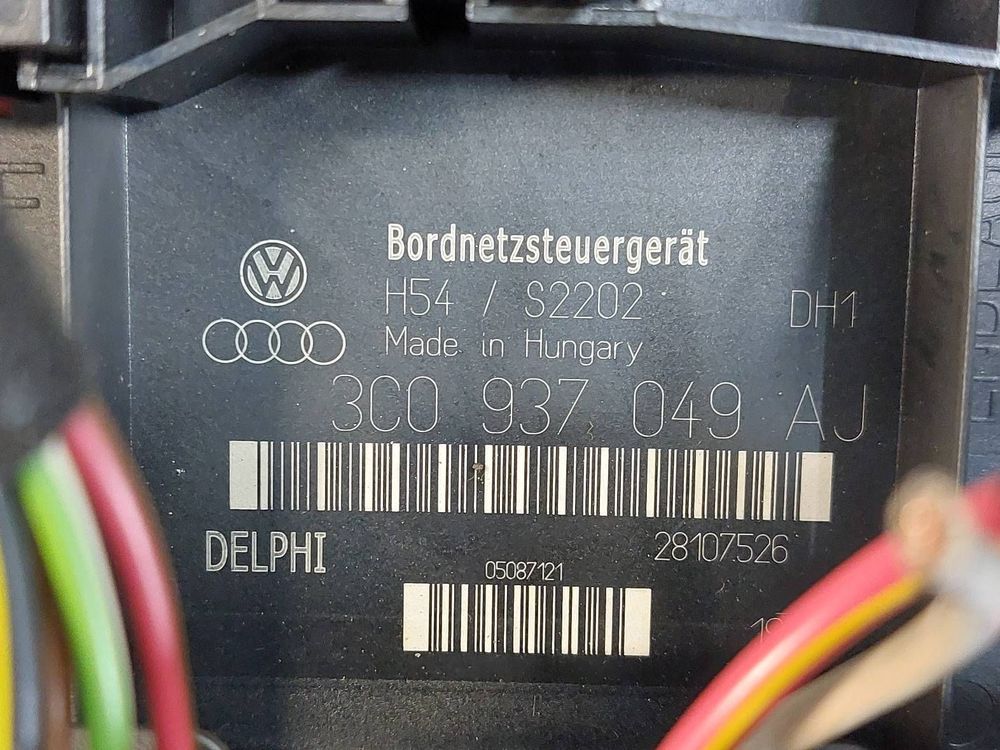 Bordnetzsteuergerät
H54 / S2202 DH1
Made in Hungary
3C0 937 049 AJ
DELPHI 28107526
05087121